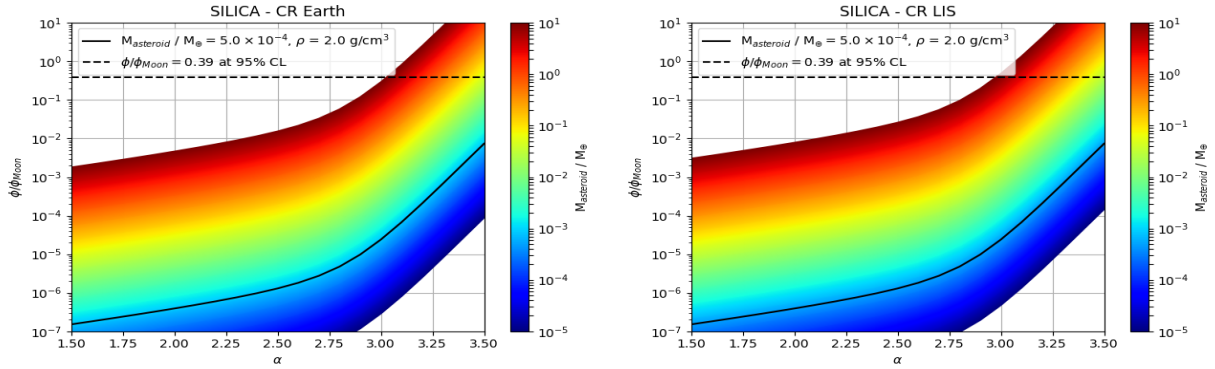 SILICA - CR Earth
M_asteroid / M_⊕ = 5.0 × 10⁻⁴, ρ = 2.0 g/cm³
ϕ/ϕ_Moon = 0.39 at 95% CL
10¹
10⁰
10⁻¹
10⁻²
10⁻³
10⁻⁴
10⁻⁵
10⁻⁶
10⁻⁷
ϕ/ϕ_Moon
1.50 1.75 2.00 2.25 2.50 2.75 3.00 3.25 3.50
α
10¹
10⁰
10⁻¹
10⁻²
10⁻³
10⁻⁴
10⁻⁵
M_asteroid / M_⊕
SILICA - CR LIS
M_asteroid / M_⊕ = 5.0 × 10⁻⁴, ρ = 2.0 g/cm³
ϕ/ϕ_Moon = 0.39 at 95% CL
10¹
10⁰
10⁻¹
10⁻²
10⁻³
10⁻⁴
10⁻⁵
10⁻⁶
10⁻⁷
ϕ/ϕ_Moon
1.50 1.75 2.00 2.25 2.50 2.75 3.00 3.25 3.50
α
10¹
10⁰
10⁻¹
10⁻²
10⁻³
10⁻⁴
10⁻⁵
M_asteroid / M_⊕